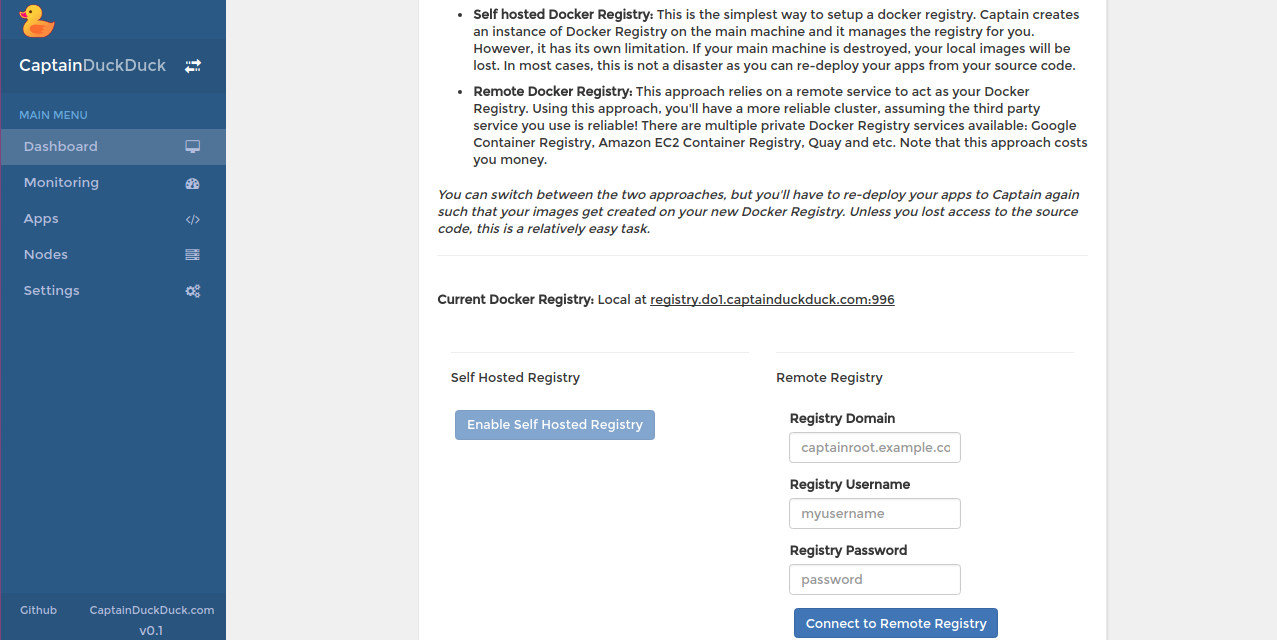 CaptainDuckDuck
MAIN MENU
Dashboard
Monitoring
Apps
Nodes
Settings
Github CaptainDuckDuck.com
v0.1
• Self hosted Docker Registry: This is the simplest way to setup a docker registry. Captain creates
an instance of Docker Registry on the main machine and it manages the registry for you.
However, it has its own limitation. If your main machine is destroyed, your local images will be
lost. In most cases, this is not a disaster as you can re-deploy your apps from your source code.
• Remote Docker Registry: This approach relies on a remote service to act as your Docker
Registry. Using this approach, you'll have a more reliable cluster, assuming the third party
service you use is reliable! There are multiple private Docker Registry services available: Google
Container Registry, Amazon EC2 Container Registry, Quay and etc. Note that this approach costs
you money.
You can switch between the two approaches, but you'll have to re-deploy your apps to Captain again
such that your images get created on your new Docker Registry. Unless you lost access to the source
code, this is a relatively easy task.
Current Docker Registry: Local at registry.do1.captainduckduck.com:996
Self Hosted Registry
Enable Self Hosted Registry
Remote Registry
Registry Domain
captainroot.example.co
Registry Username
myusername
Registry Password
password
Connect to Remote Registry